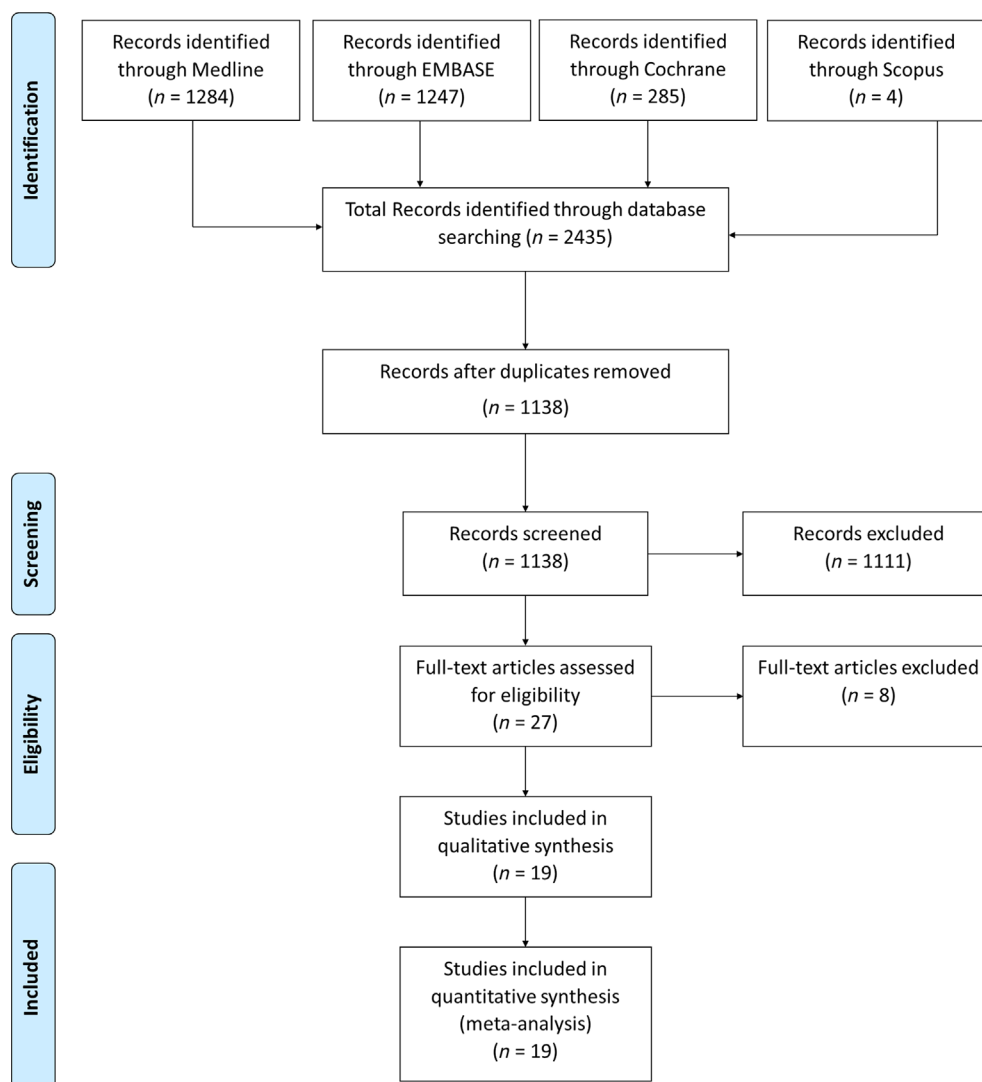 Identification
Records identified
through Medline
(n = 1284)
Records identified
through EMBASE
(n = 1247)
Records identified
through Cochrane
(n = 285)
Records identified
through Scopus
(n = 4)
Total Records identified through database
searching (n = 2435)
Records after duplicates removed
(n = 1138)
Screening
Records screened
(n = 1138)
Records excluded
(n = 1111)
Eligibility
Full-text articles assessed
for eligibility
(n = 27)
Full-text articles excluded
(n = 8)
Studies included in
qualitative synthesis
(n = 19)
Included
Studies included in
quantitative synthesis
(meta-analysis)
(n = 19)